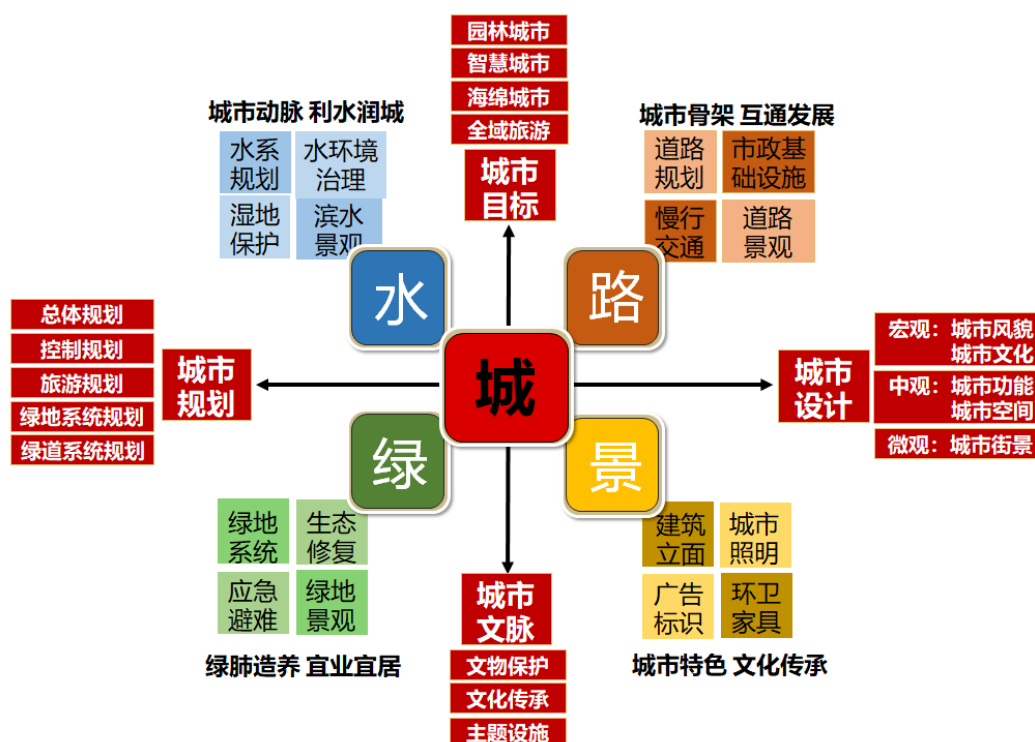 园林城市
智慧城市
海绵城市
全域旅游
城市
目标
城市动脉 利水润城
水系
规划
水环境
治理
湿地
保护
滨水
景观
城市骨架 互通发展
道路
规划
市政基
础设施
慢行
交通
道路
景观
水
路
城
绿
景
总体规划
控制规划
旅游规划
绿地系统规划
绿道系统规划
城市
规划
城市
设计
宏观：城市风貌
城市文化
中观：城市功能
城市空间
微观：城市街景
绿地
系统
生态
修复
应急
避难
绿地
景观
绿肺造养 宜业宜居
建筑
立面
城市
照明
广告
标识
环卫
家具
城市特色 文化传承
城市
文脉
文物保护
文化传承
主题设施